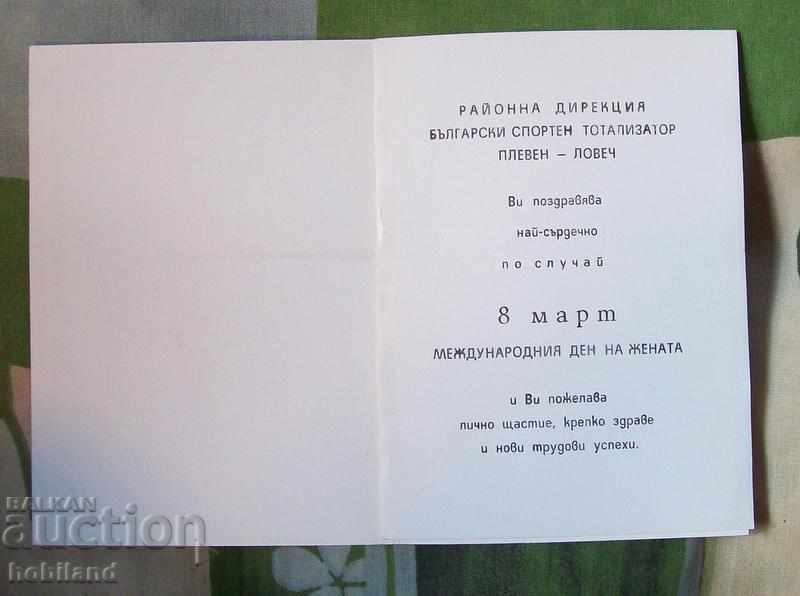 РАЙОННА ДИРЕКЦИЯ
БЪЛГАРСКИ СПОРТЕН ТОТАЛИЗАТОР
ПЛЕВЕН – ЛОВЕЧ
Ви поздравява
най-сърдечно
по случай
8 март
МЕЖДУНАРОДНИЯ ДЕН НА ЖЕНАТА
и Ви пожелава
лично щастие, крепко здраве
и нови трудови успехи.
BALKAN
auction
hobiland